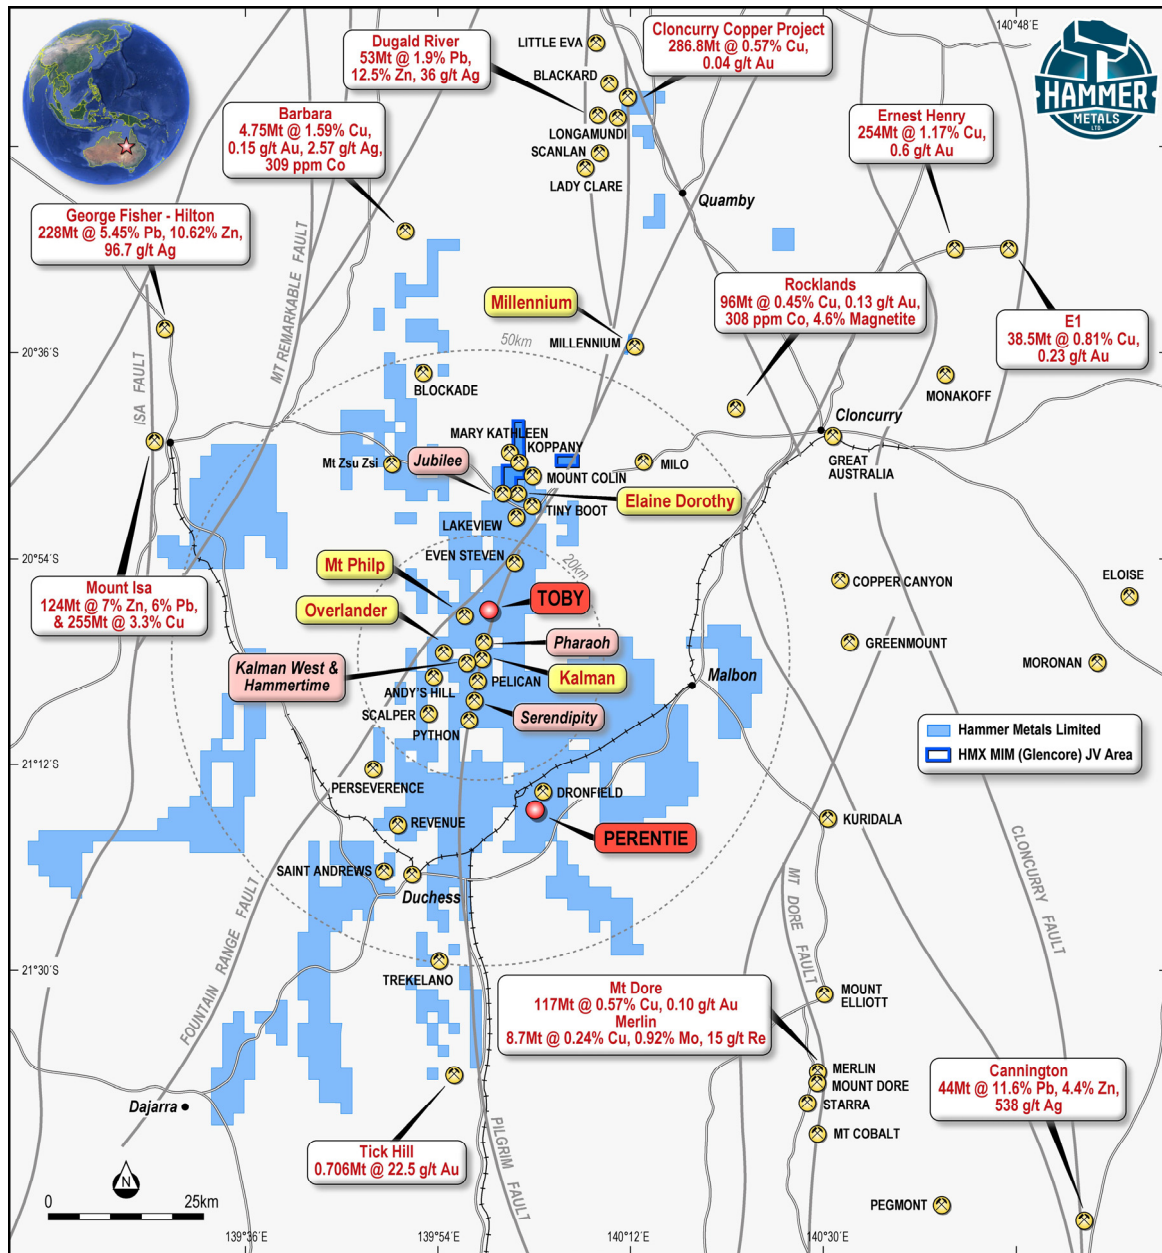 140°48´E
HAMMER
METALS
LTD.
Dugald River
53Mt @ 1.9% Pb,
12.5% Zn, 36 g/t Ag
LITTLE EVA
Cloncurry Copper Project
286.8Mt @ 0.57% Cu,
0.04 g/t Au
BLACKARD
Barbara
4.75Mt @ 1.59% Cu,
0.15 g/t Au, 2.57 g/t Ag,
309 ppm Co
LONGAMUNDI
SCANLAN
LADY CLARE
Ernest Henry
254Mt @ 1.17% Cu,
0.6 g/t Au
Quamby
George Fisher - Hilton
228Mt @ 5.45% Pb, 10.62% Zn,
96.7 g/t Ag
MT REMARKABLE FAULT
Millennium
Rocklands
96Mt @ 0.45% Cu, 0.13 g/t Au,
308 ppm Co, 4.6% Magnetite
E1
38.5Mt @ 0.81% Cu,
0.23 g/t Au
50km
MILLENNIUM
20°36´S
ISA FAULT
BLOCKADE
MONAKOFF
Cloncurry
MARY KATHLEEN
KOPPANY
Mt Zsu Zsi
Jubilee
MILO
GREAT
AUSTRALIA
MOUNT COLIN
Elaine Dorothy
TINY BOOT
LAKEVIEW
20°54´S
EVEN STEVEN
20km
Mt Philp
Mount Isa
124Mt @ 7% Zn, 6% Pb,
& 255Mt @ 3.3% Cu
COPPER CANYON
ELOISE
TOBY
Overlander
Pharaoh
GREENMOUNT
Kalman West &
Hammertime
Kalman
MORONAN
Malbon
PELICAN
ANDY'S HILL
SCALPER
Serendipity
PYTHON
Hammer Metals Limited
HMX MIM (Glencore) JV Area
21°12´S
PERSEVERENCE
DRONFIELD
REVENUE
PERENTIE
KURIDALA
CLONCURRY FAULT
SAINT ANDREWS
Duchess
MT DORE FAULT
FOUNTAIN RANGE FAULT
21°30´S
TREKELANO
Mt Dore
117Mt @ 0.57% Cu, 0.10 g/t Au
Merlin
8.7Mt @ 0.24% Cu, 0.92% Mo, 15 g/t Re
MOUNT
ELLIOTT
MERLIN
MOUNT DORE
STARRA
Cannington
44Mt @ 11.6% Pb, 4.4% Zn,
538 g/t Ag
Dajarra
MT COBALT
Tick Hill
0.706Mt @ 22.5 g/t Au
PILGRIM FAULT
N
0 25km
PEGMONT
139°36´E
139°54´E
140°12´E
140°30´E